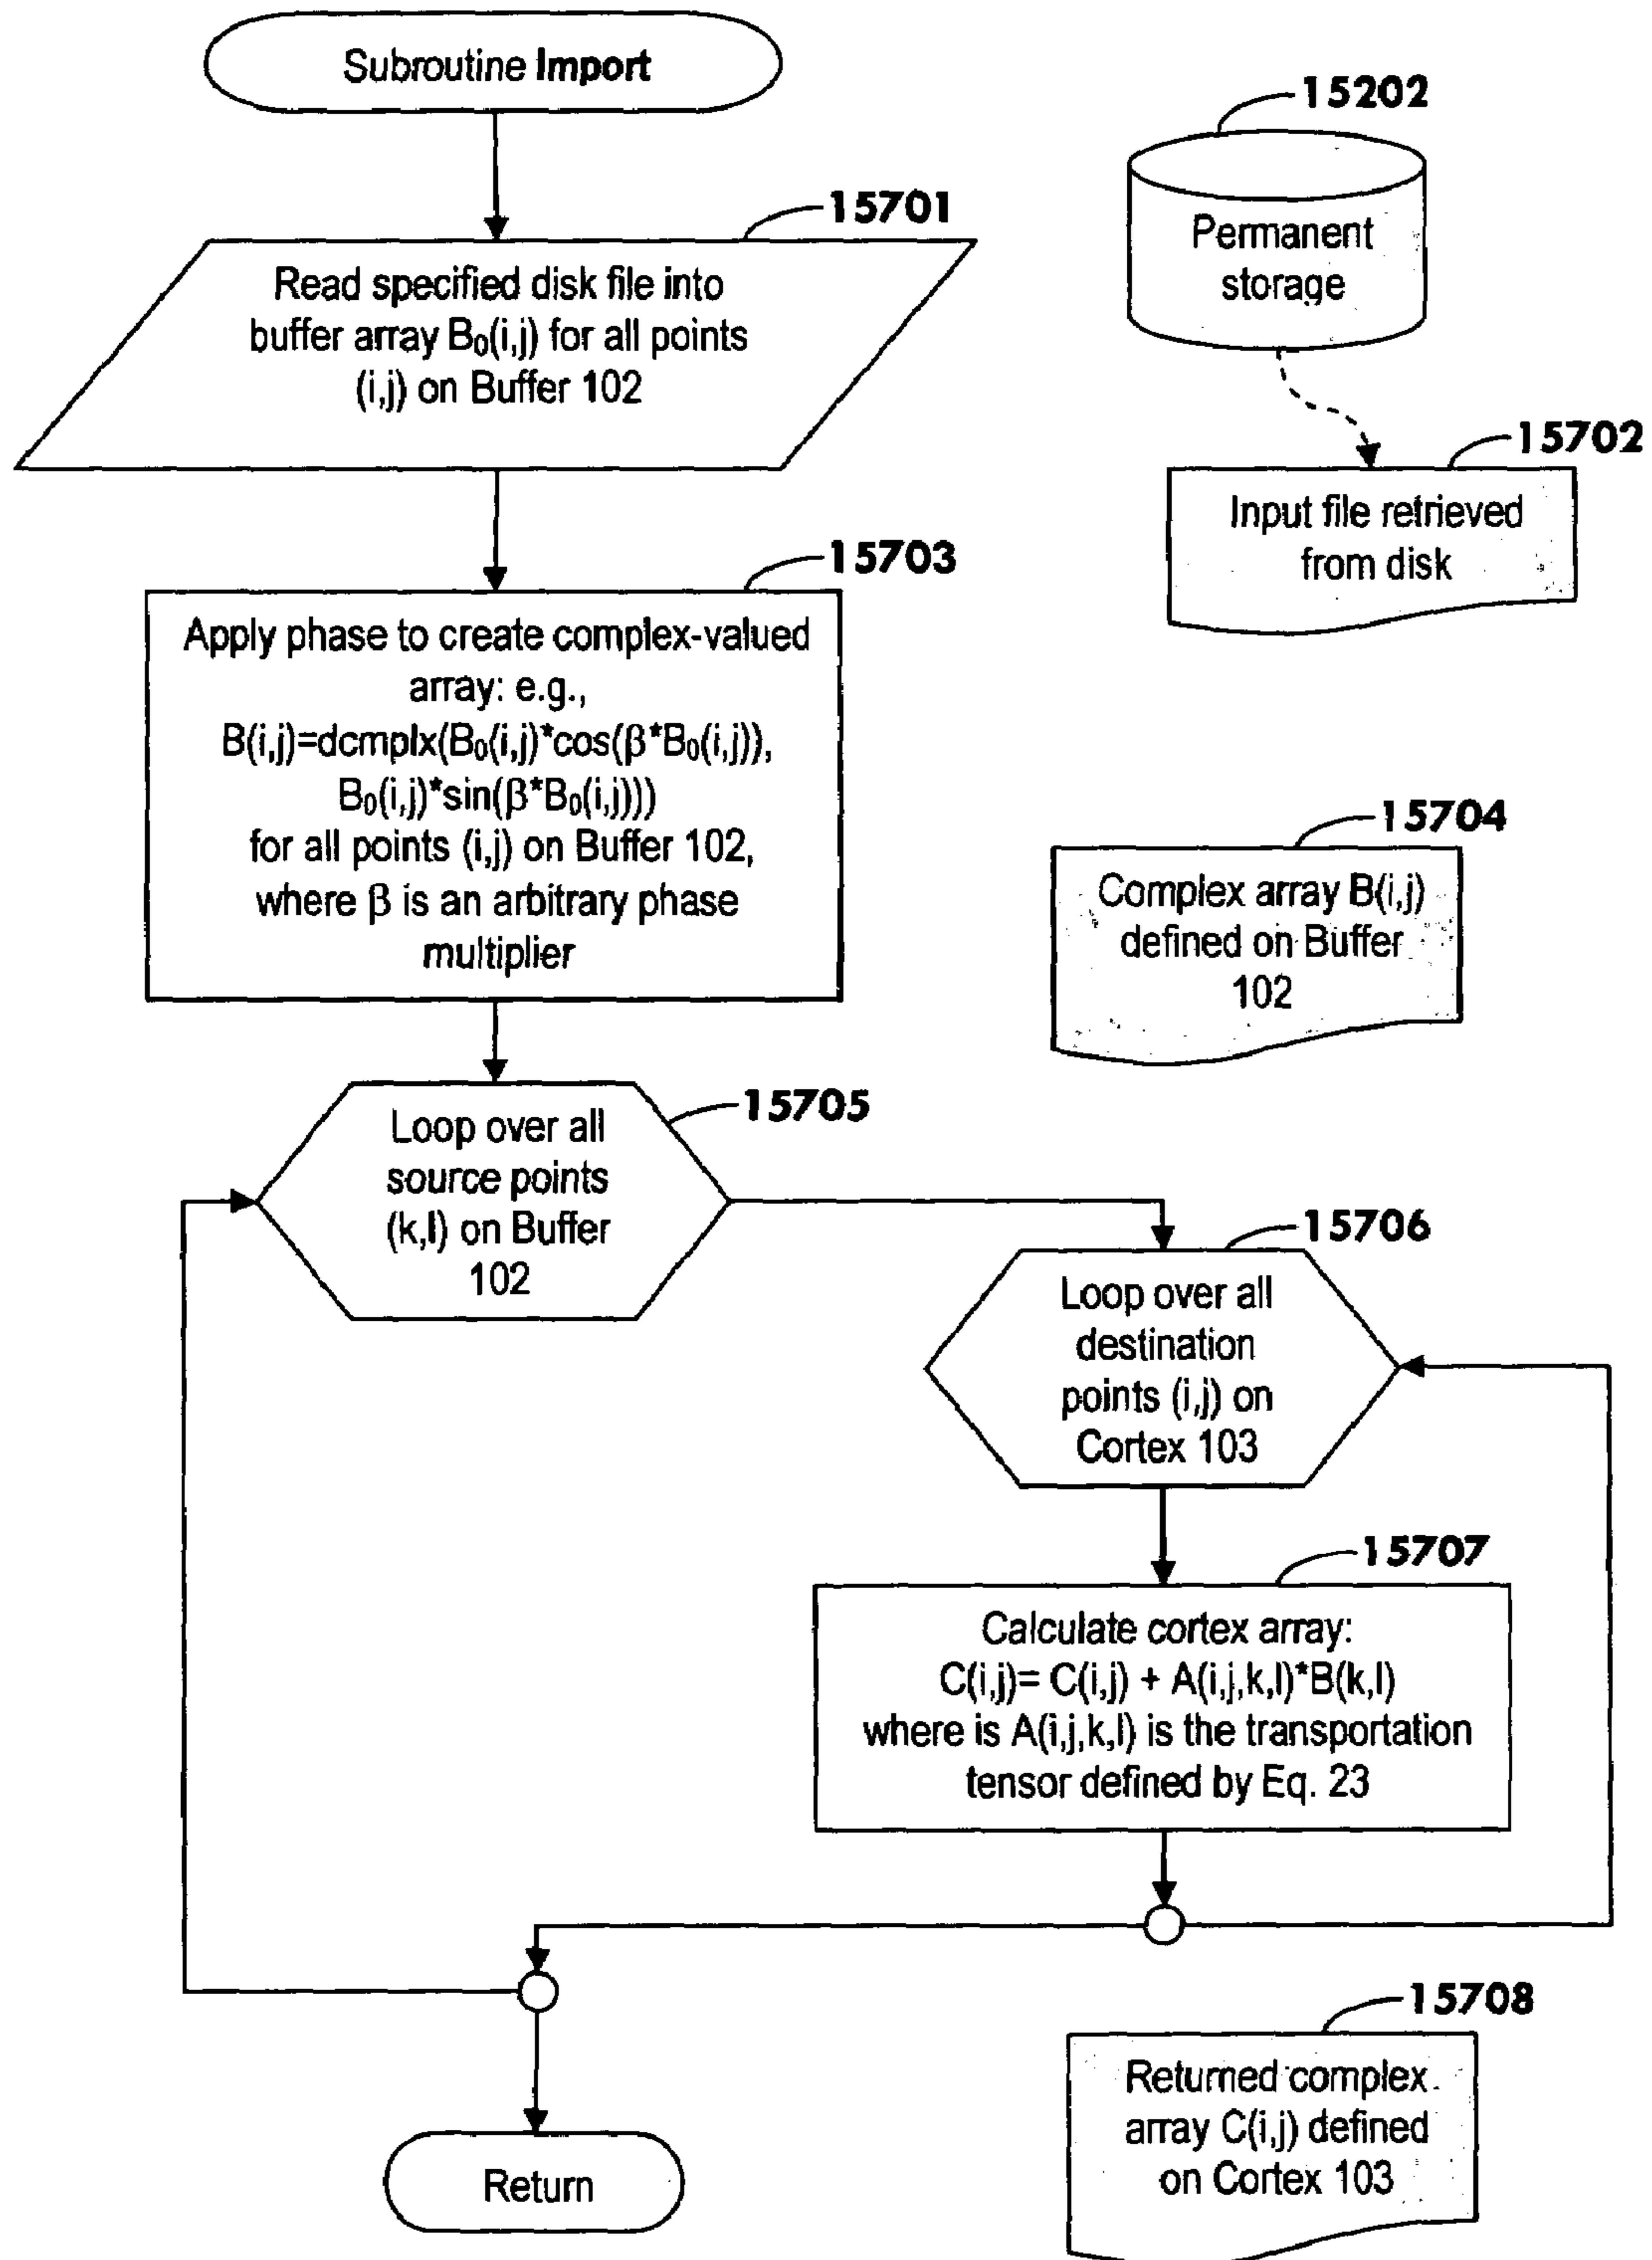 Subroutine Import
15202
Permanent
storage
15701
Read specified disk file into
buffer array B₀(i,j) for all points
(i,j) on Buffer 102
15702
Input file retrieved
from disk
15703
Apply phase to create complex-valued
array: e.g.,
B(i,j)=dcmplx(B₀(i,j)*cos(β*B₀(i,j)),
B₀(i,j)*sin(β*B₀(i,j)))
for all points (i,j) on Buffer 102,
where β is an arbitrary phase
multiplier
15704
Complex array B(i,j)
defined on Buffer
102
15705
Loop over all
source points
(k,l) on Buffer
102
15706
Loop over all
destination
points (i,j) on
Cortex 103
15707
Calculate cortex array:
C(i,j)= C(i,j) + A(i,j,k,l)*B(k,l)
where is A(i,j,k,l) is the transportation
tensor defined by Eq. 23
15708
Returned complex
array C(i,j) defined
on Cortex 103
Return